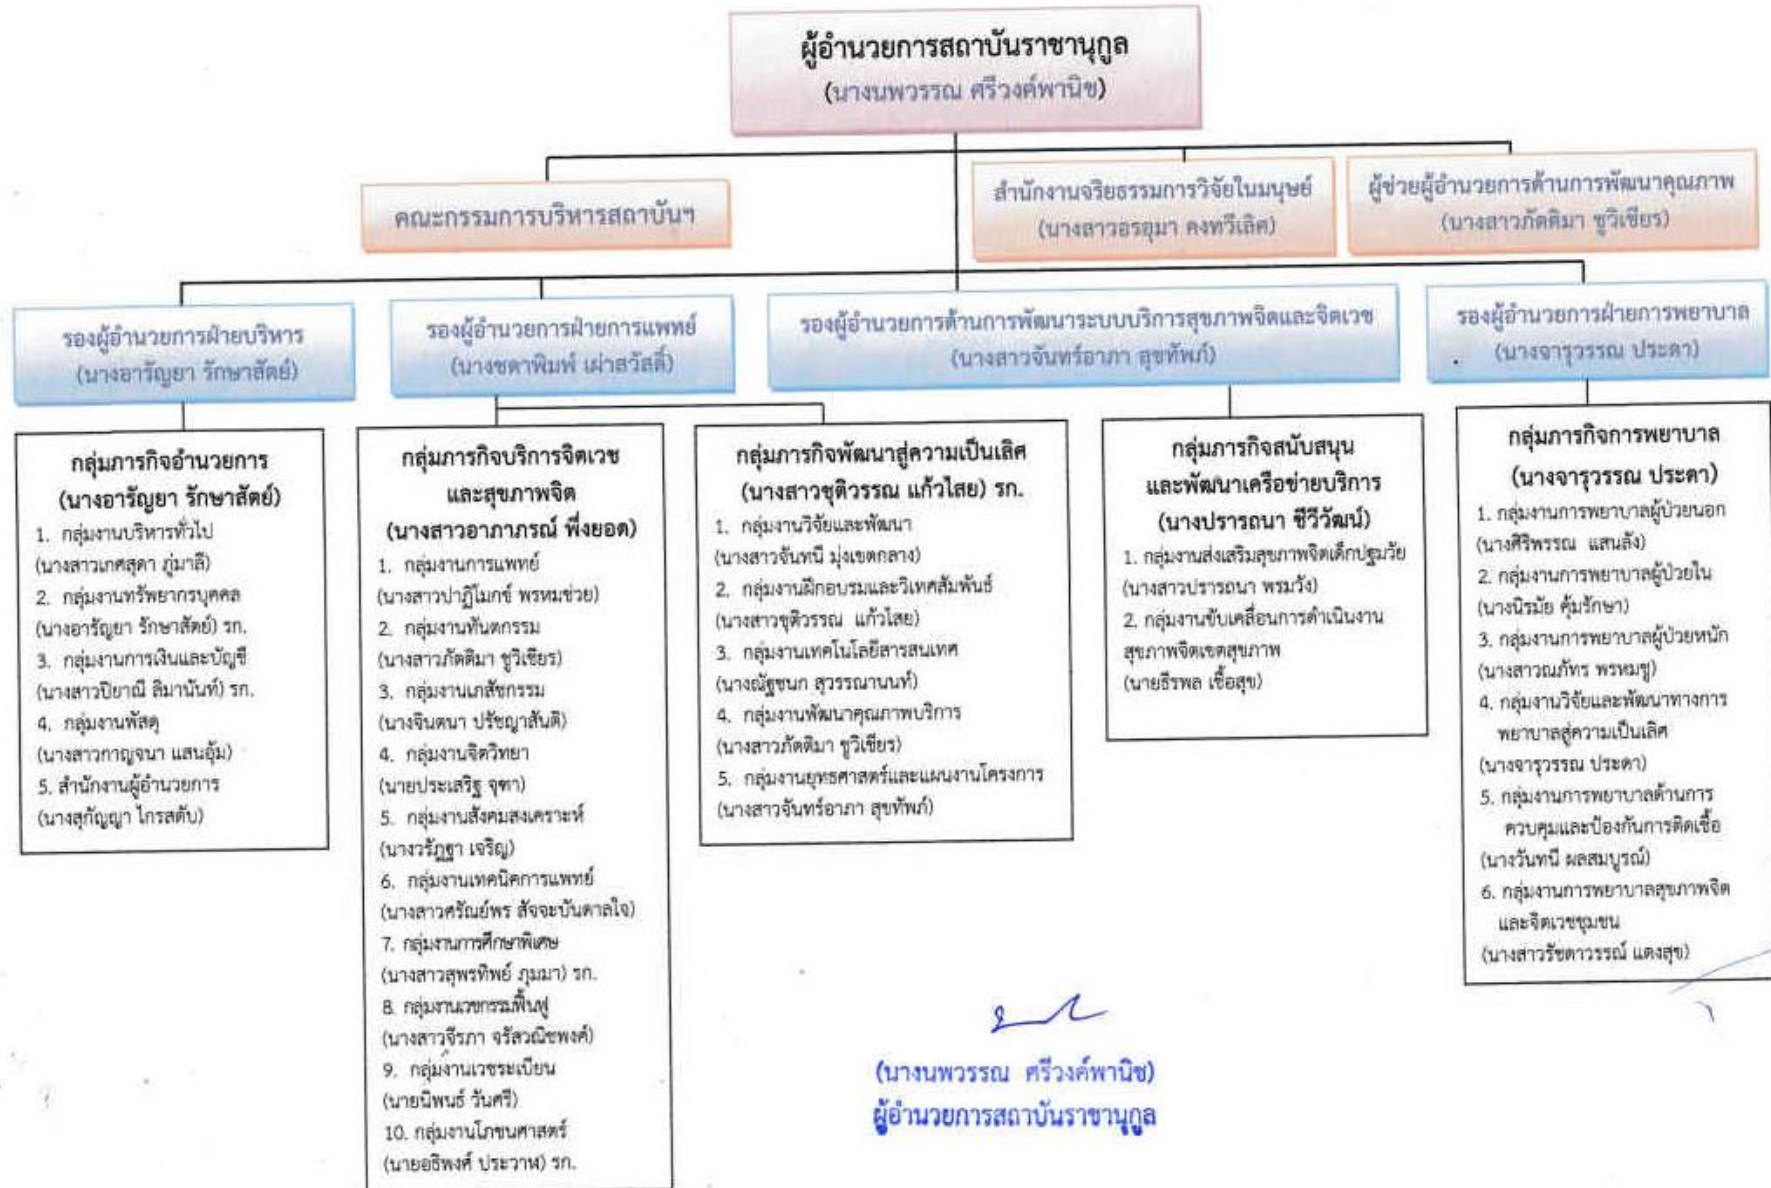 ผู้อำนวยการสถาบันราชานุกูล
(นางนพวรรณ ศรีวงค์พานิช)
คณะกรรมการบริหารสถาบันฯ
สำนักงานจริยธรรมการวิจัยในมนุษย์
(นางสาวอรอุมา คงทวีเลิศ)
ผู้ช่วยผู้อำนวยการด้านการพัฒนาคุณภาพ
(นางสาวภัตติมา ชูวิเชียร)
รองผู้อำนวยการฝ่ายบริหาร
(นางอารัญยา รักษาสัตย์)
รองผู้อำนวยการฝ่ายการแพทย์
(นางชดาพิมพ์ เผ่าสวัสดิ์)
รองผู้อำนวยการด้านการพัฒนาระบบบริการสุขภาพจิตและจิตเวช
(นางสาวจันทร์อาภา สุขทัพภ์)
รองผู้อำนวยการฝ่ายการพยาบาล
(นางจารุวรรณ ประดา)
กลุ่มภารกิจอำนวยการ
(นางอารัญยา รักษาสัตย์)
1. กลุ่มงานบริหารทั่วไป
(นางสาวเกศสุดา ภู่มาลี)
2. กลุ่มงานทรัพยากรบุคคล
(นางอารัญยา รักษาสัตย์) รก.
3. กลุ่มงานการเงินและบัญชี
(นางสาวปิยาณี ลิมานันท์) รก.
4. กลุ่มงานพัสดุ
(นางสาวกาญจนา แสนอุ้ม)
5. สำนักงานผู้อำนวยการ
(นางสุกัญญา ไกรสดับ)
กลุ่มภารกิจบริการจิตเวช
และสุขภาพจิต
(นางสาวอาภาภรณ์ พึ่งยอด)
1. กลุ่มงานการแพทย์
(นางสาวปาฏิโมกข์ พรหมช่วย)
2. กลุ่มงานทันตกรรม
(นางสาวภัตติมา ชูวิเชียร)
3. กลุ่มงานเภสัชกรรม
(นางจินตนา ปรัชญาสันติ)
4. กลุ่มงานจิตวิทยา
(นายประเสริฐ จุฑา)
5. กลุ่มงานสังคมสงเคราะห์
(นางวรัฏฐา เจริญ)
6. กลุ่มงานเทคนิคการแพทย์
(นางสาวศรัณย์พร สัจจะบันดาลใจ)
7. กลุ่มงานการศึกษาพิเศษ
(นางสาวสุพรทิพย์ ภุมมา) รก.
8. กลุ่มงานเวชกรรมฟื้นฟู
(นางสาวจีรภา จรัสวณิชพงศ์)
9. กลุ่มงานเวชระเบียน
(นายนิพนธ์ วันศรี)
10. กลุ่มงานโภชนศาสตร์
(นายอธิพงศ์ ประวาฬ) รก.
กลุ่มภารกิจพัฒนาสู่ความเป็นเลิศ
(นางสาวชุติวรรณ แก้วไสย) รก.
1. กลุ่มงานวิจัยและพัฒนา
(นางสาวจันทนี มุ่งเขตกลาง)
2. กลุ่มงานฝึกอบรมและวิเทศสัมพันธ์
(นางสาวชุติวรรณ แก้วไสย)
3. กลุ่มงานเทคโนโลยีสารสนเทศ
(นางณัฐชนก สุวรรณานนท์)
4. กลุ่มงานพัฒนาคุณภาพบริการ
(นางสาวภัตติมา ชูวิเชียร)
5. กลุ่มงานยุทธศาสตร์และแผนงานโครงการ
(นางสาวจันทร์อาภา สุขทัพภ์)
กลุ่มภารกิจสนับสนุน
และพัฒนาเครือข่ายบริการ
(นางปรารถนา ชีวีวัฒน์)
1. กลุ่มงานส่งเสริมสุขภาพจิตเด็กปฐมวัย
(นางสาวปรารถนา พรมวัง)
2. กลุ่มงานขับเคลื่อนการดำเนินงาน
สุขภาพจิตเขตสุขภาพ
(นายธีรพล เชื้อสุข)
กลุ่มภารกิจการพยาบาล
(นางจารุวรรณ ประดา)
1. กลุ่มงานการพยาบาลผู้ป่วยนอก
(นางศิริพรรณ แสนลัง)
2. กลุ่มงานการพยาบาลผู้ป่วยใน
(นางนิรมัย คุ้มรักษา)
3. กลุ่มงานการพยาบาลผู้ป่วยหนัก
(นางสาวณภัทร พรหมชู)
4. กลุ่มงานวิจัยและพัฒนาทางการ
พยาบาลสู่ความเป็นเลิศ
(นางจารุวรรณ ประดา)
5. กลุ่มงานการพยาบาลด้านการ
ควบคุมและป้องกันการติดเชื้อ
(นางวันทนี ผลสมบูรณ์)
6. กลุ่มงานการพยาบาลสุขภาพจิต
และจิตเวชชุมชน
(นางสาวรัชดาวรรณ์ แดงสุข)
(นางนพวรรณ ศรีวงค์พานิช)
ผู้อำนวยการสถาบันราชานุกูล